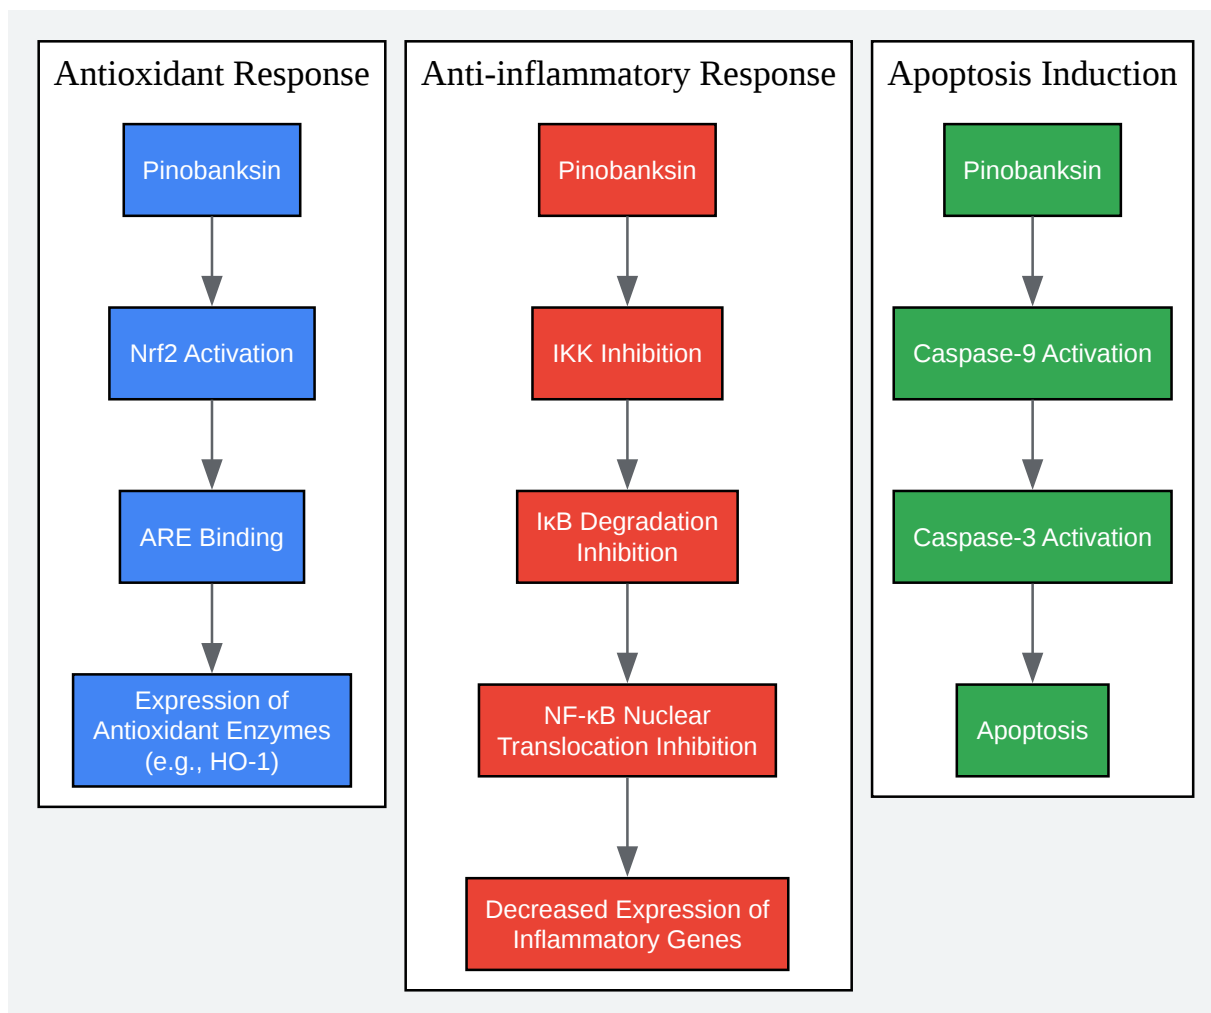 Antioxidant Response
Pinobanksin
Nrf2 Activation
ARE Binding
Expression of
Antioxidant Enzymes
(e.g., HO-1)
Anti-inflammatory Response
Pinobanksin
IKK Inhibition
IκB Degradation
Inhibition
NF-κB Nuclear
Translocation Inhibition
Decreased Expression of
Inflammatory Genes
Apoptosis Induction
Pinobanksin
Caspase-9 Activation
Caspase-3 Activation
Apoptosis